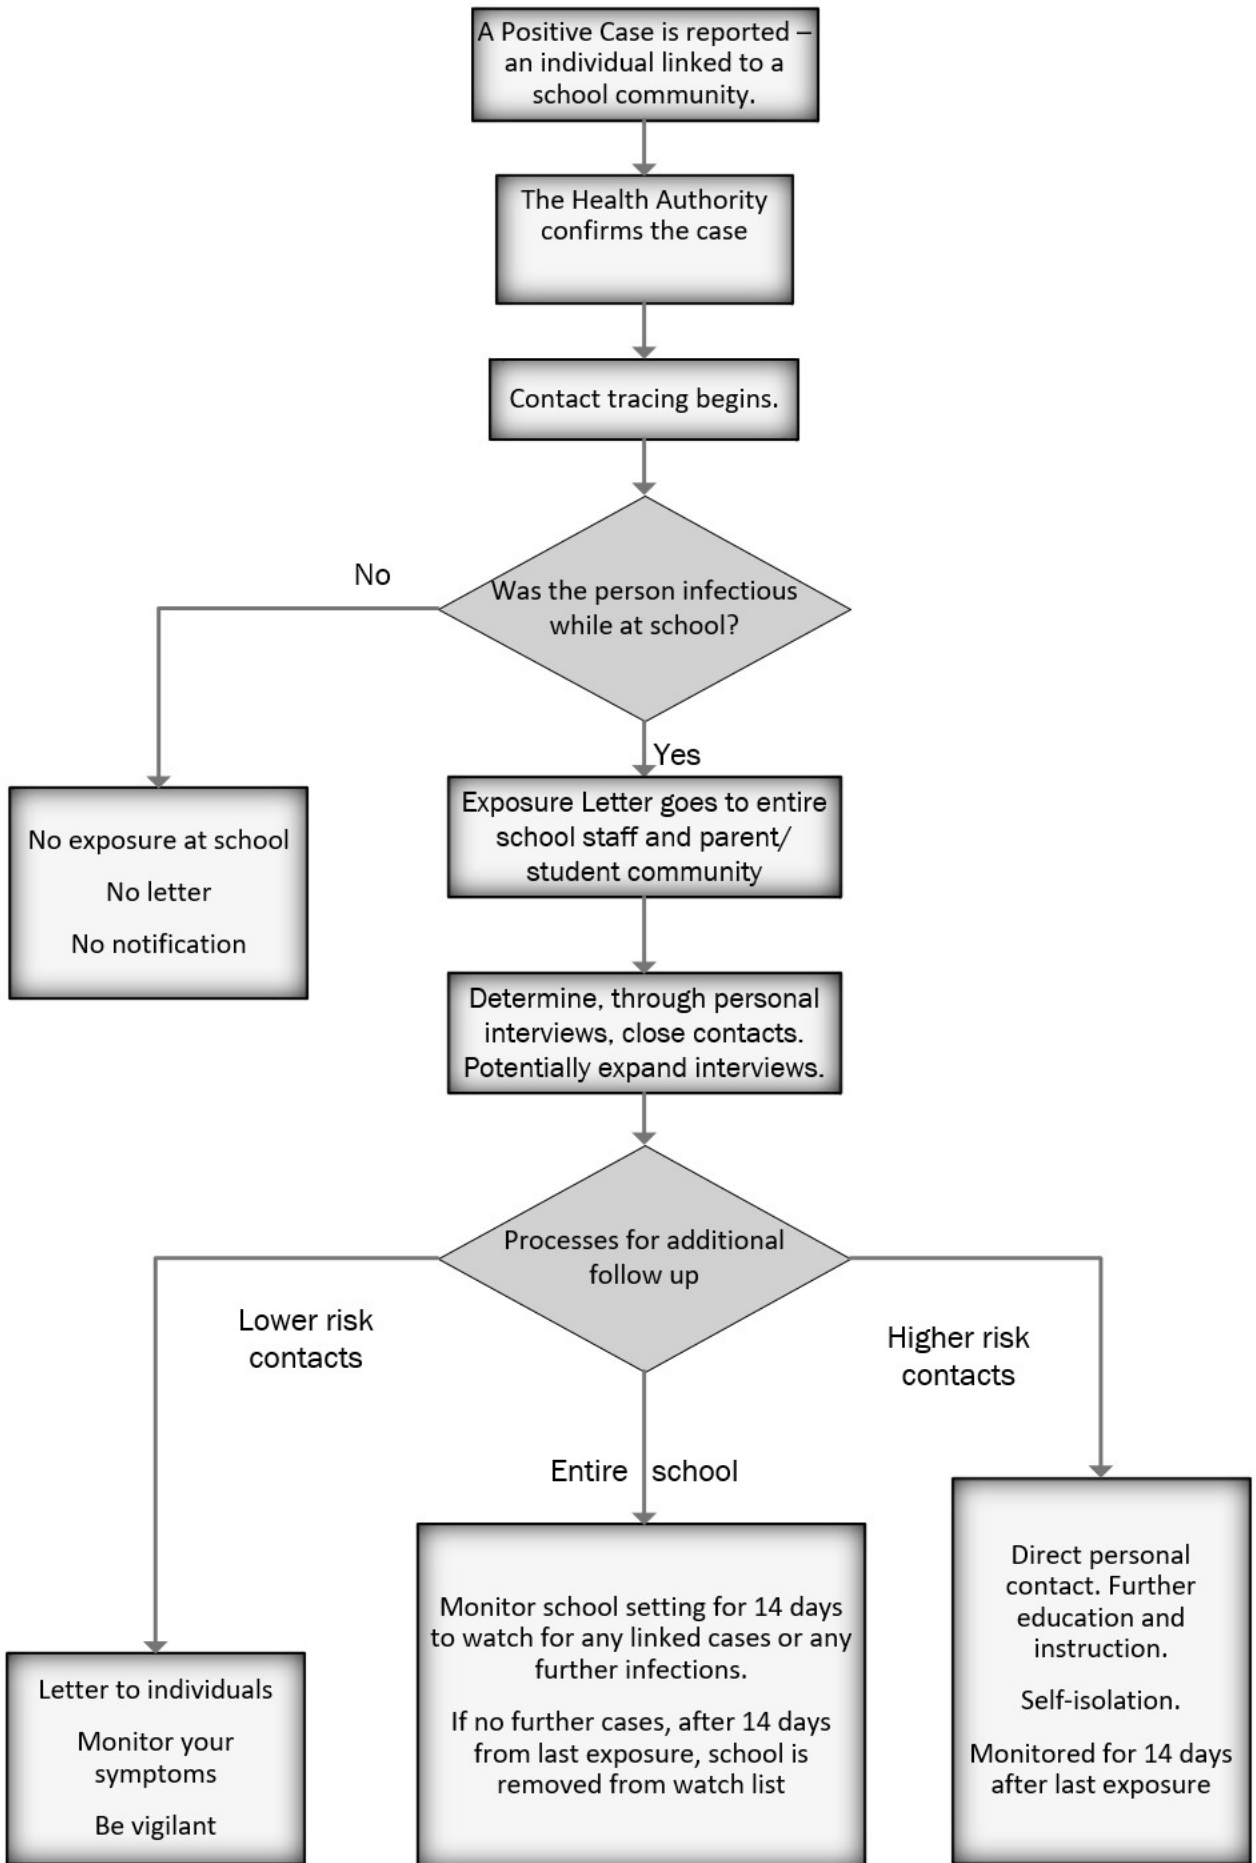 A Positive Case is reported –
an individual linked to a
school community.
The Health Authority
confirms the case
Contact tracing begins.
Was the person infectious
while at school?
No
Yes
No exposure at school
No letter
No notification
Exposure Letter goes to entire
school staff and parent/
student community
Determine, through personal
interviews, close contacts.
Potentially expand interviews.
Processes for additional
follow up
Lower risk
contacts
Entire school
Higher risk
contacts
Letter to individuals
Monitor your
symptoms
Be vigilant
Monitor school setting for 14 days
to watch for any linked cases or any
further infections.
If no further cases, after 14 days
from last exposure, school is
removed from watch list
Direct personal
contact. Further
education and
instruction.
Self-isolation.
Monitored for 14 days
after last exposure